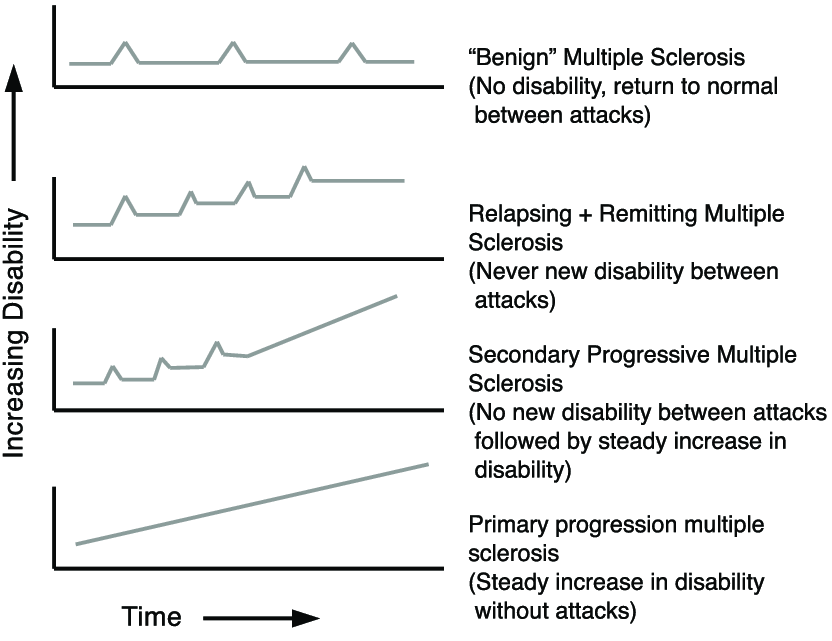 “Benign” Multiple Sclerosis
(No disability, return to normal
between attacks)
Relapsing + Remitting Multiple
Sclerosis
(Never new disability between
attacks)
Secondary Progressive Multiple
Sclerosis
(No new disability between attacks
followed by steady increase in
disability)
Primary progression multiple
sclerosis
(Steady increase in disability
without attacks)
Increasing Disability
Time